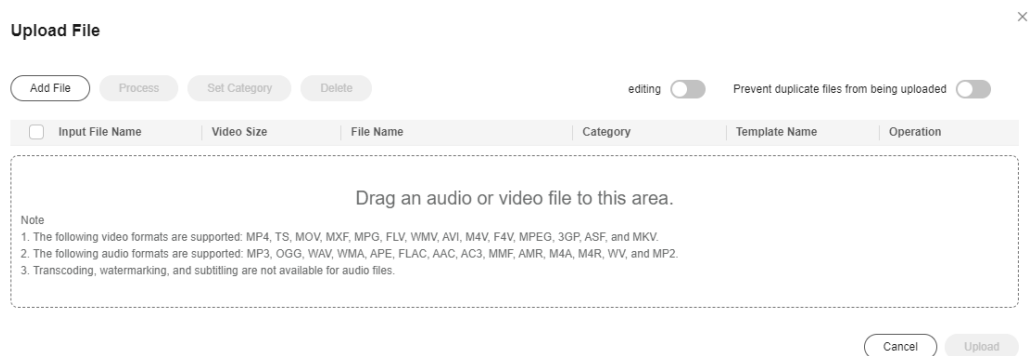 Upload File
Add File Process Set Category Delete editing Prevent duplicate files from being uploaded
Input File Name Video Size File Name Category Template Name Operation
Drag an audio or video file to this area.
Note
1. The following video formats are supported: MP4, TS, MOV, MXF, MPG, FLV, WMV, AVI, M4V, F4V, MPEG, 3GP, ASF, and MKV.
2. The following audio formats are supported: MP3, OGG, WAV, WMA, APE, FLAC, AAC, AC3, MMF, AMR, M4A, M4R, WV, and MP2.
3. Transcoding, watermarking, and subtitling are not available for audio files.
Cancel Upload